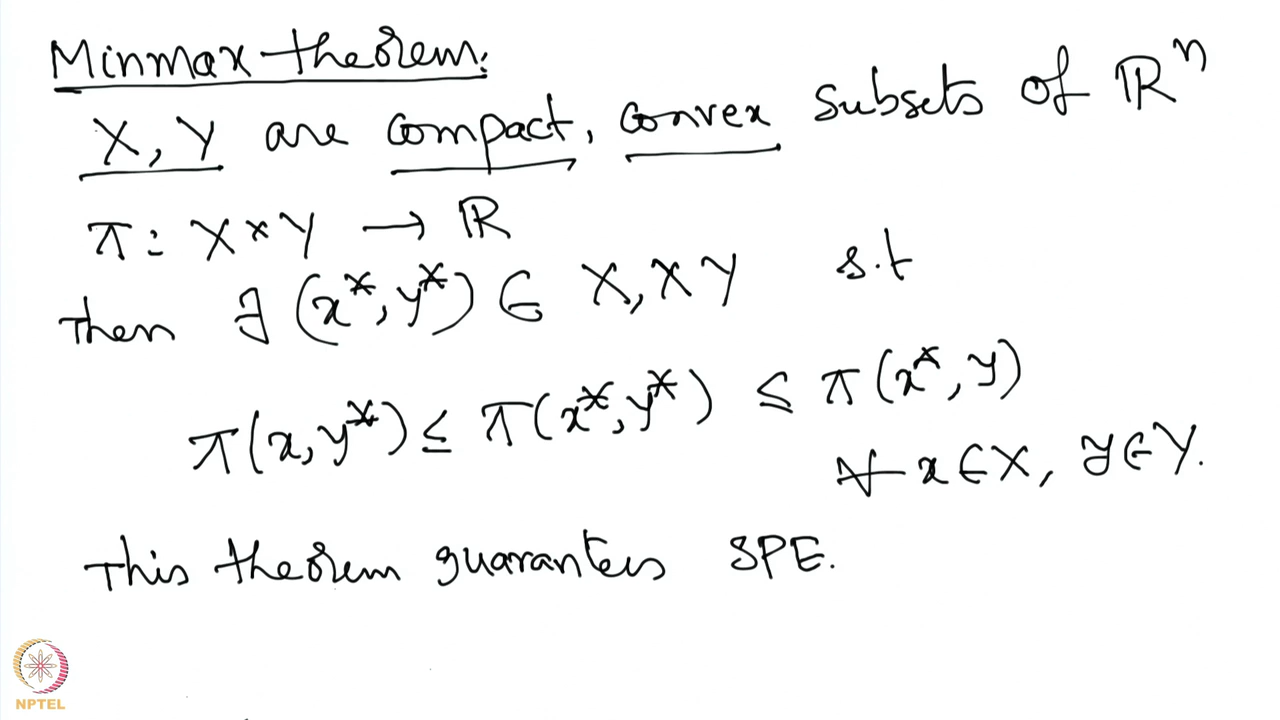 Minmax theorem:
X, Y are compact, convex subsets of ℝⁿ
π: X × Y → ℝ
then ∃ (x*, y*) ∈ X, X Y s.t
π(x, y*) ≤ π(x*, y*) ≤ π(x*, y)
∀ x ∈ X, y ∈ Y.
This theorem guarantees SPE.
NPTEL